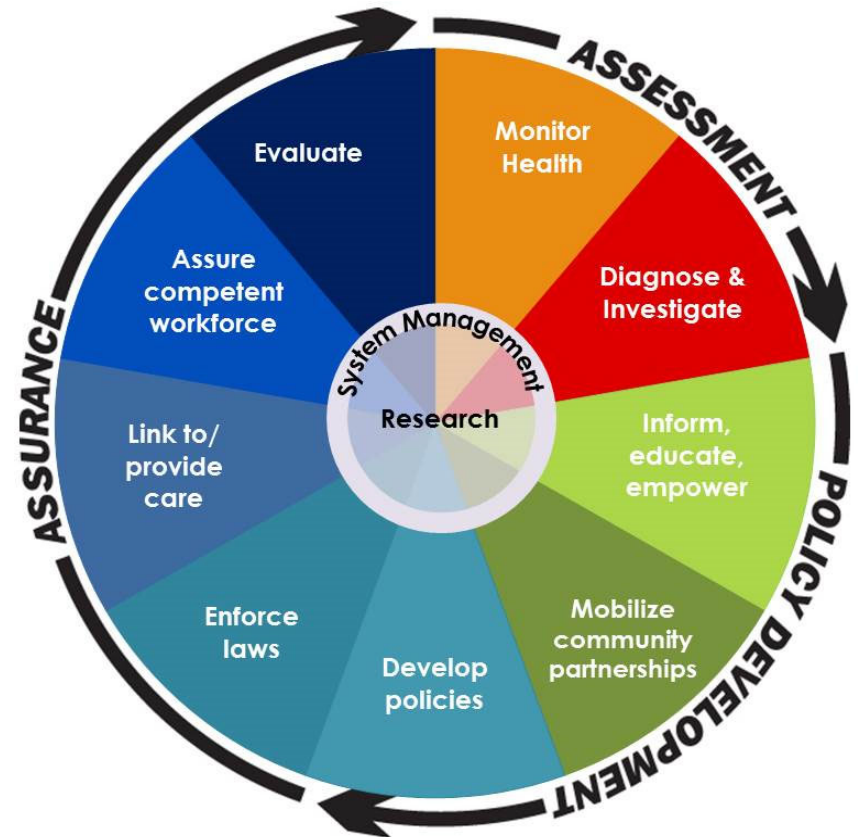 ASSESSMENT
Monitor
Health
Diagnose &
Investigate
Inform,
educate,
empower
POLICY DEVELOPMENT
Mobilize
community
partnerships
Develop
policies
Enforce
laws
ASSURANCE
Link to/
provide
care
Assure
competent
workforce
Evaluate
System Management
Research